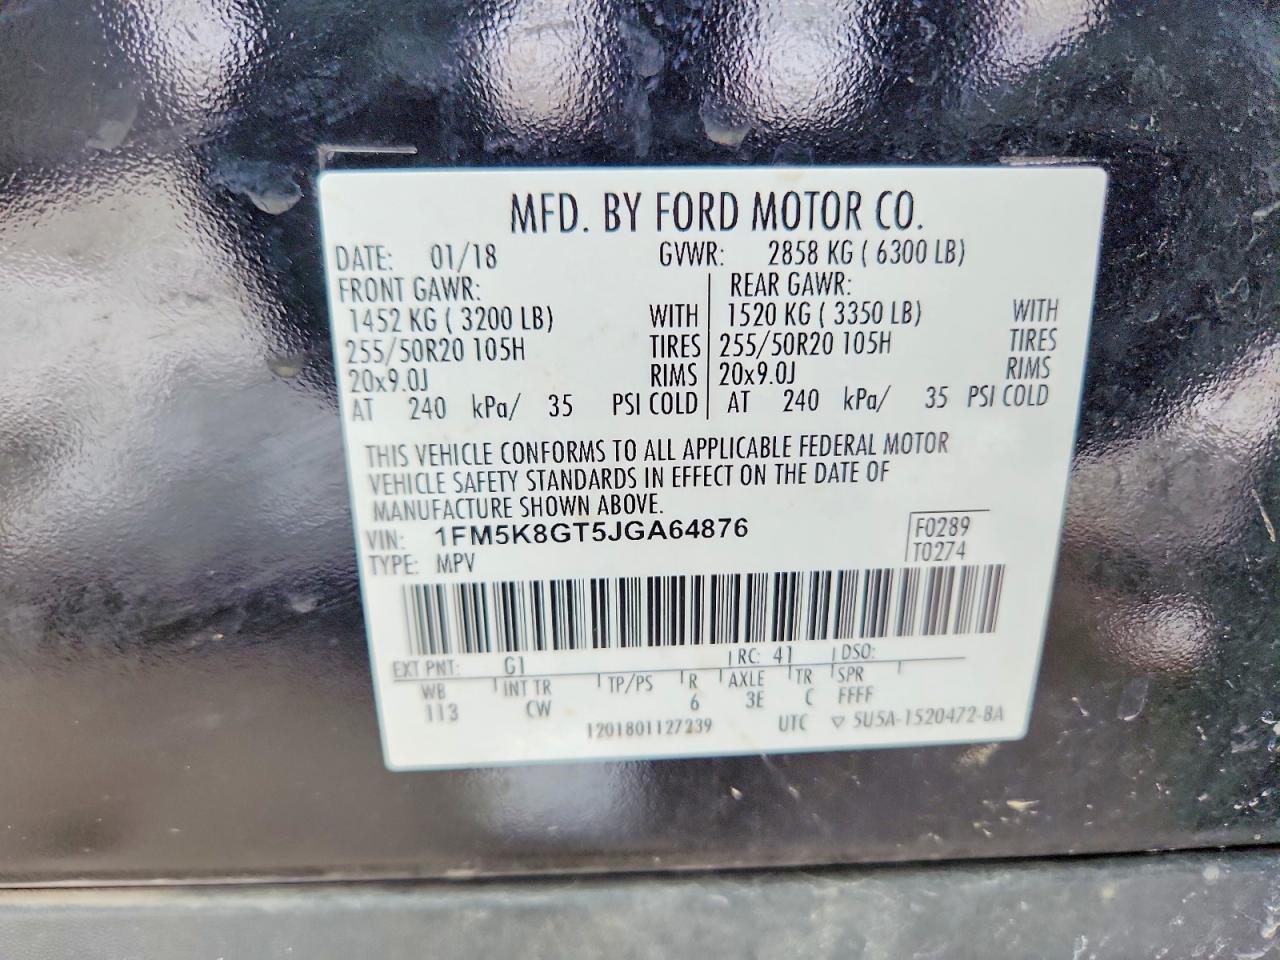 MFD. BY FORD MOTOR CO.
DATE: 01/18 GVWR: 2858 KG ( 6300 LB)
FRONT GAWR: REAR GAWR:
1452 KG ( 3200 LB) WITH 1520 KG ( 3350 LB) WITH
255/50R20 105H TIRES 255/50R20 105H TIRES
20x9.0J RIMS 20x9.0J RIMS
AT 240 kPa/ 35 PSI COLD AT 240 kPa/ 35 PSI COLD
THIS VEHICLE CONFORMS TO ALL APPLICABLE FEDERAL MOTOR
VEHICLE SAFETY STANDARDS IN EFFECT ON THE DATE OF
MANUFACTURE SHOWN ABOVE.
VIN: 1FM5K8GT5JGA64876 F0289
TYPE: MPV T0274
EXT PNT: G1 RC: 41 DSO:
WB INT TR TP/PS R AXLE TR SPR
113 CW 6 3E C FFFF
1201801127239 UTC ▽ 5U5A-1520472-BA